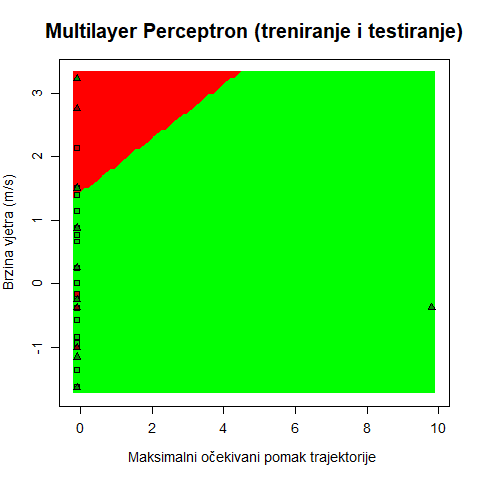 Multilayer Perceptron (treniranje i testiranje)
Brzina vjetra (m/s)
3
2
1
0
-1
0 2 4 6 8 10
Maksimalni očekivani pomak trajektorije